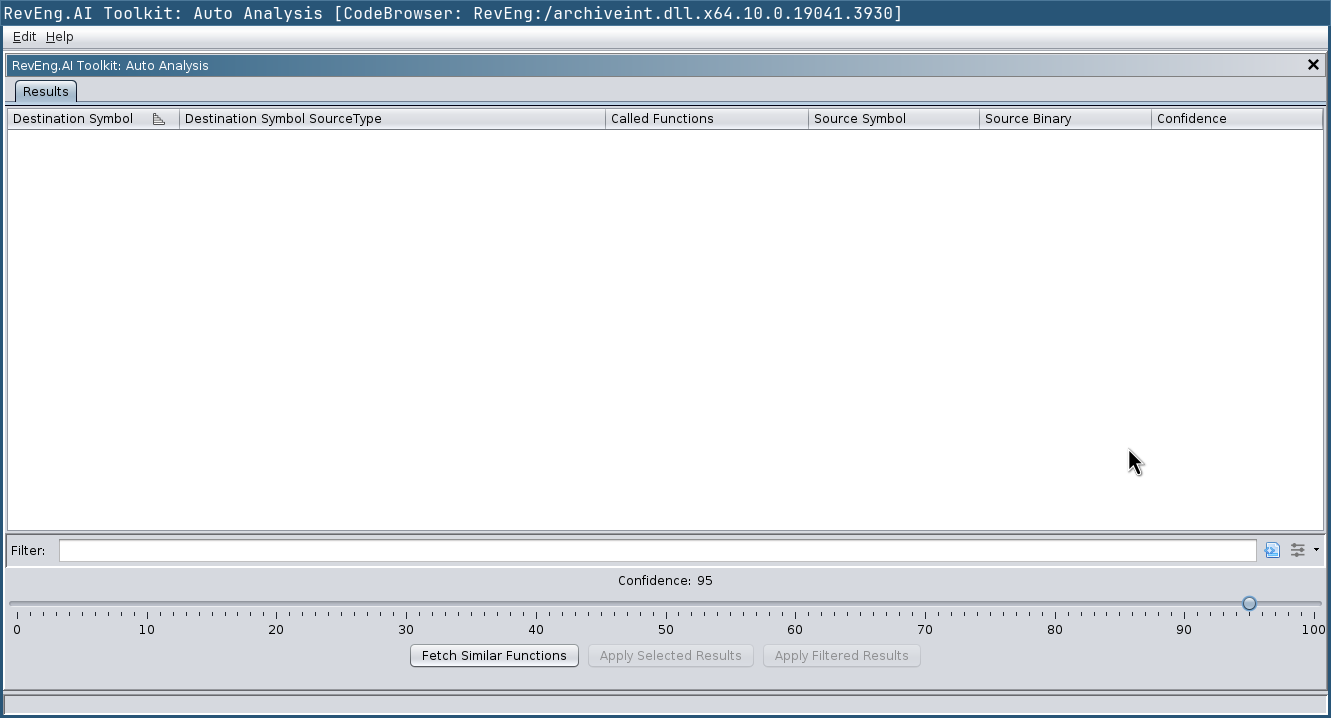 RevEng.AI Toolkit: Auto Analysis [CodeBrowser: RevEng:/archiveint.dll.x64.10.0.19041.3930]
Edit Help
RevEng.AI Toolkit: Auto Analysis
Results
Destination Symbol Destination Symbol SourceType Called Functions Source Symbol Source Binary Confidence
Filter:
Confidence: 95
0 10 20 30 40 50 60 70 80 90 100
Fetch Similar Functions Apply Selected Results Apply Filtered Results